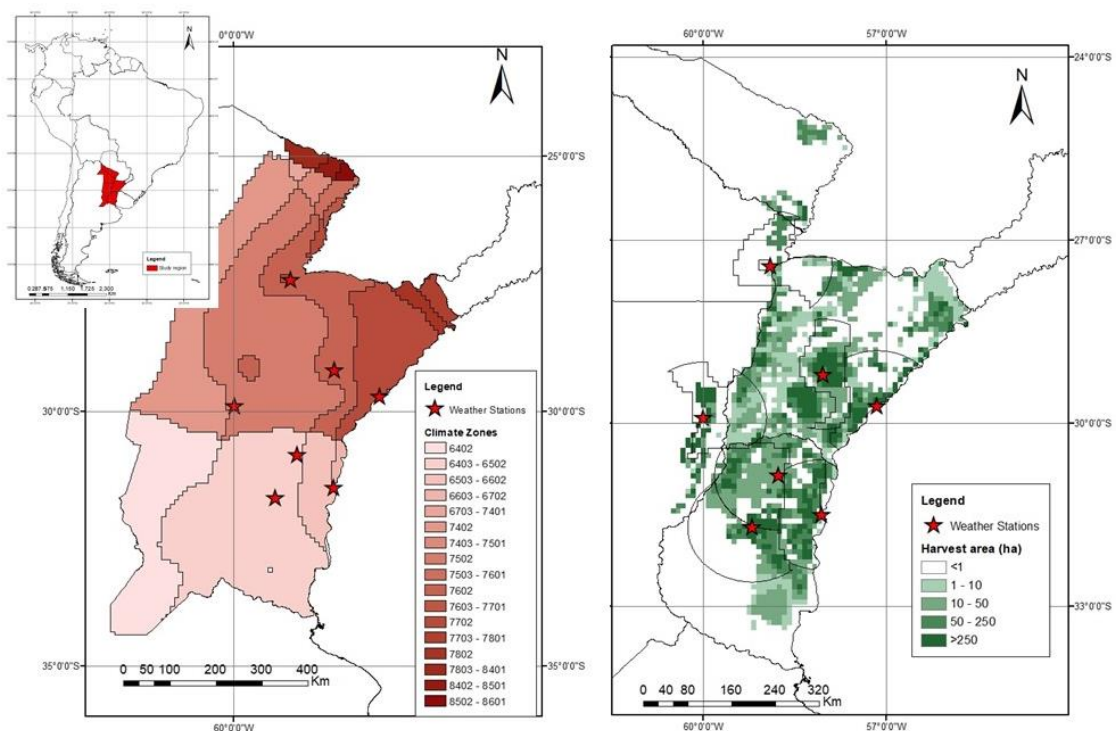 N
Legend
Study region
Km
60°0'0"W
N
25°0'0"S
30°0'0"S
35°0'0"S
Legend
Weather Stations
Climate Zones
6402
6403 - 6502
6503 - 6602
6603 - 6702
6703 - 7401
7402
7403 - 7501
7502
7503 - 7601
7602
7603 - 7701
7702
7703 - 7801
7802
7803 - 8401
8402 - 8501
8502 - 8601
0 50 100 200 300 400
Km
60°0'0"W
60°0'0"W 57°0'0"W
24°0'0"S
N
27°0'0"S
30°0'0"S
33°0'0"S
Legend
Weather Stations
Harvest area (ha)
<1
1 - 10
10 - 50
50 - 250
>250
0 40 80 160 240 320
Km
60°0'0"W 57°0'0"W